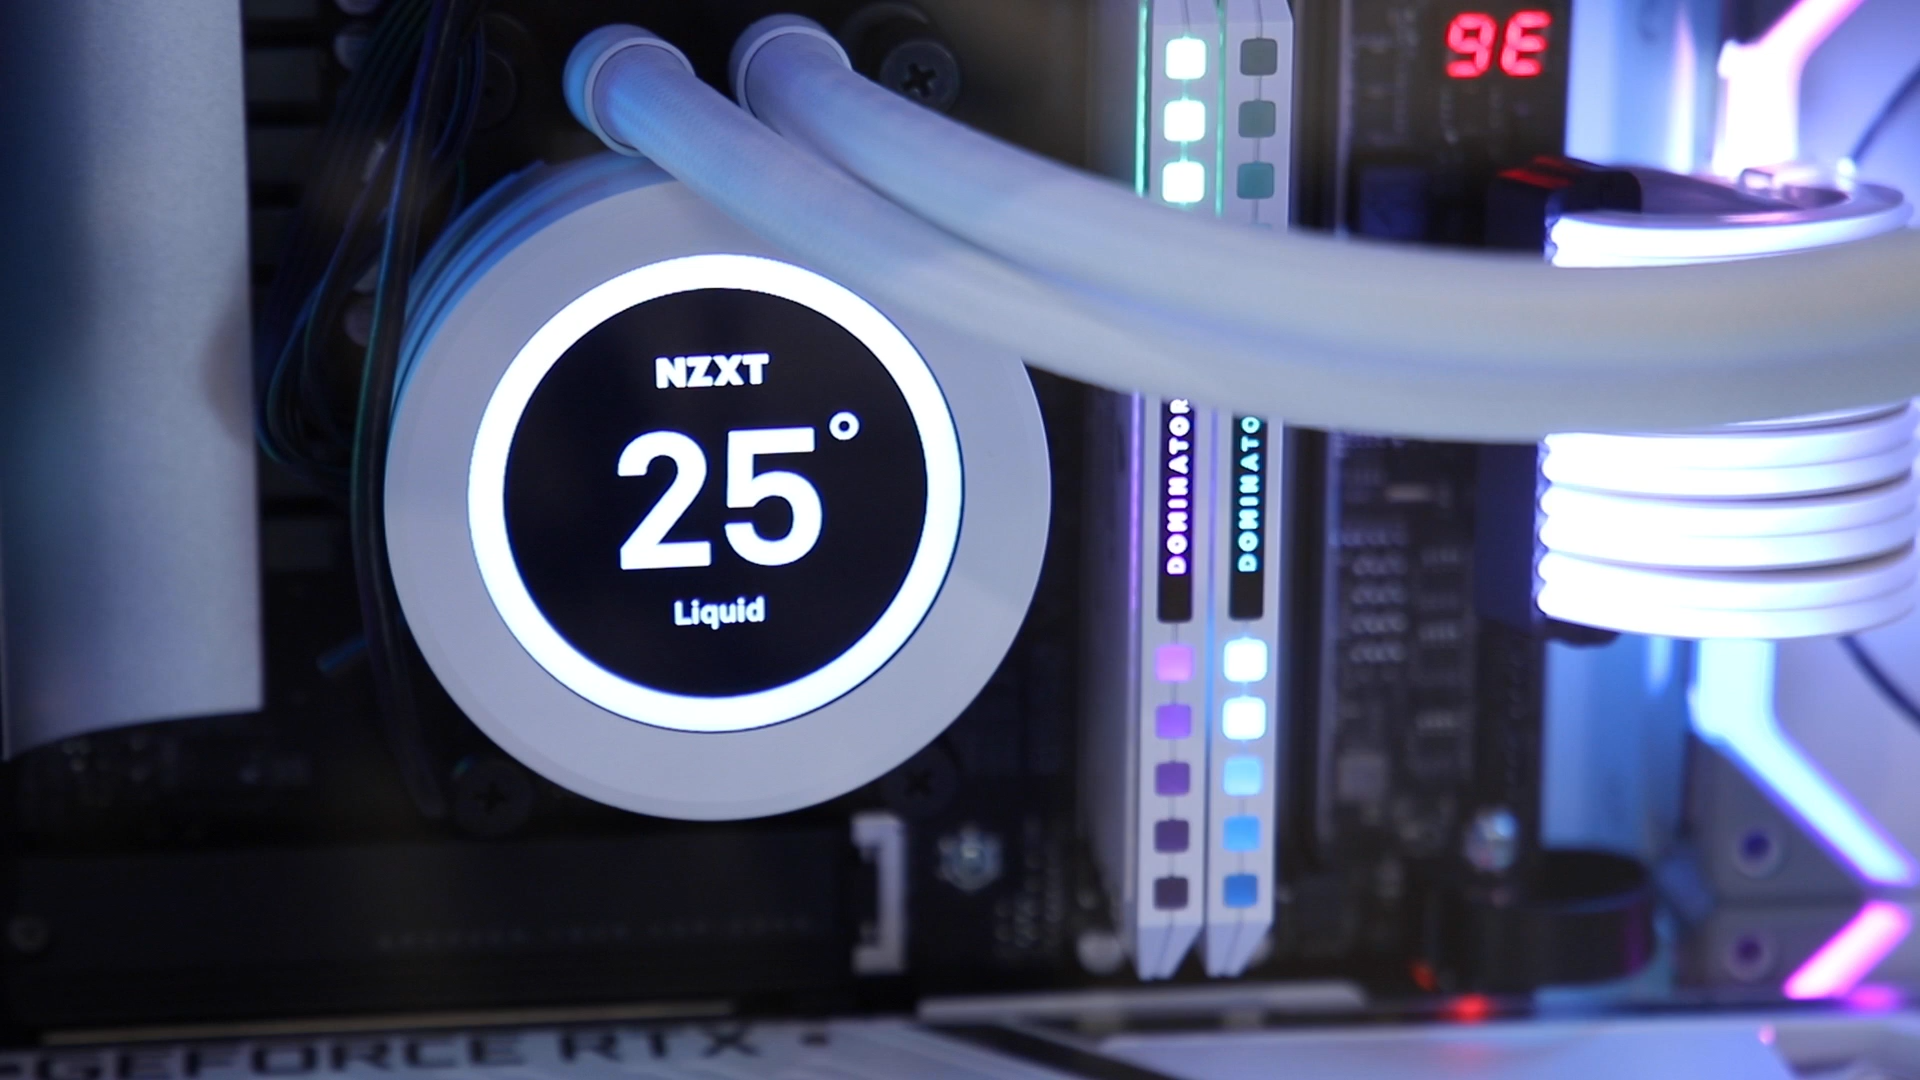 9E
NZXT
25°
Liquid
DOMINATOR
DOMINATO
GEFORCE RTX